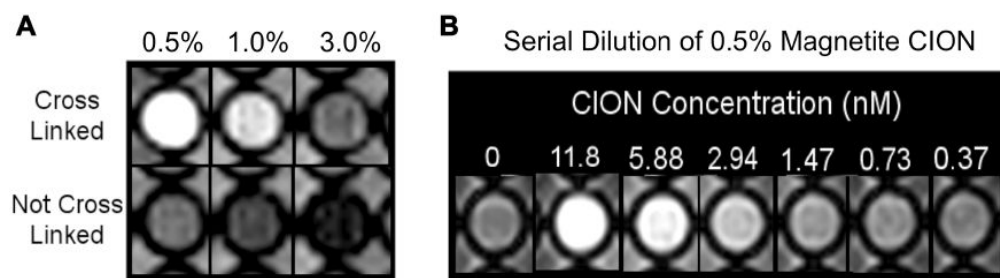 A
0.5% 1.0% 3.0%
Cross
Linked
Not Cross
Linked
B
Serial Dilution of 0.5% Magnetite CION
CION Concentration (nM)
0 11.8 5.88 2.94 1.47 0.73 0.37